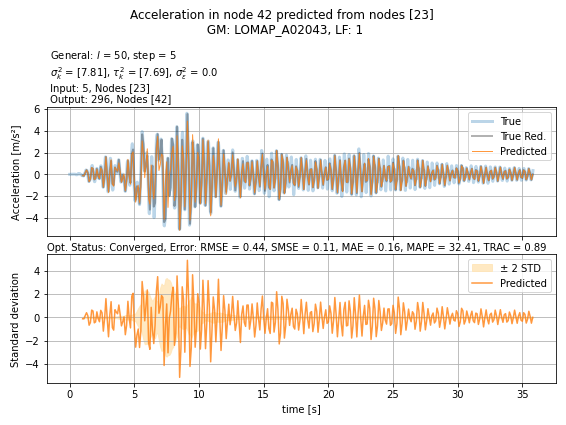 Acceleration in node 42 predicted from nodes [23]
GM: LOMAP_A02043, LF: 1
General: l = 50, step = 5
σ²ₖ = [7.81], τ²ₖ = [7.69], σ²ₑ = 0.0
Input: 5, Nodes [23]
Output: 296, Nodes [42]
Acceleration [m/s²]
6
4
2
0
−2
−4
True
True Red.
Predicted
Opt. Status: Converged, Error: RMSE = 0.44, SMSE = 0.11, MAE = 0.16, MAPE = 32.41, TRAC = 0.89
Standard deviation
4
2
0
−2
−4
± 2 STD
Predicted
0 5 10 15 20 25 30 35
time [s]